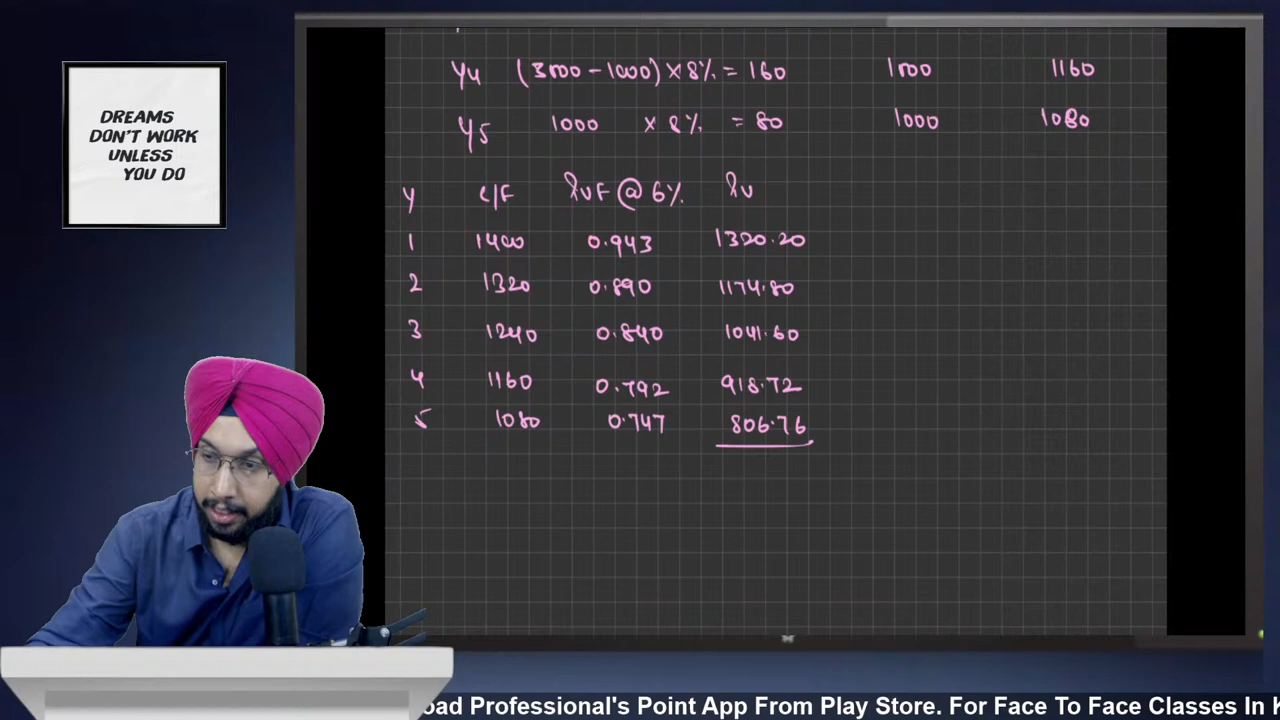 DREAMS
DON'T WORK
UNLESS
YOU DO
Y4 (3000-1000) × 8% = 160 1000 1160
Y5 1000 × 8% = 80 1000 1080
Y C/F PVF @ 6% PV
1 1400 0.943 1320.20
2 1320 0.890 1174.80
3 1240 0.840 1041.60
4 1160 0.792 918.72
5 1080 0.747 806.76
oad Professional's Point App From Play Store. For Face To Face Classes In K